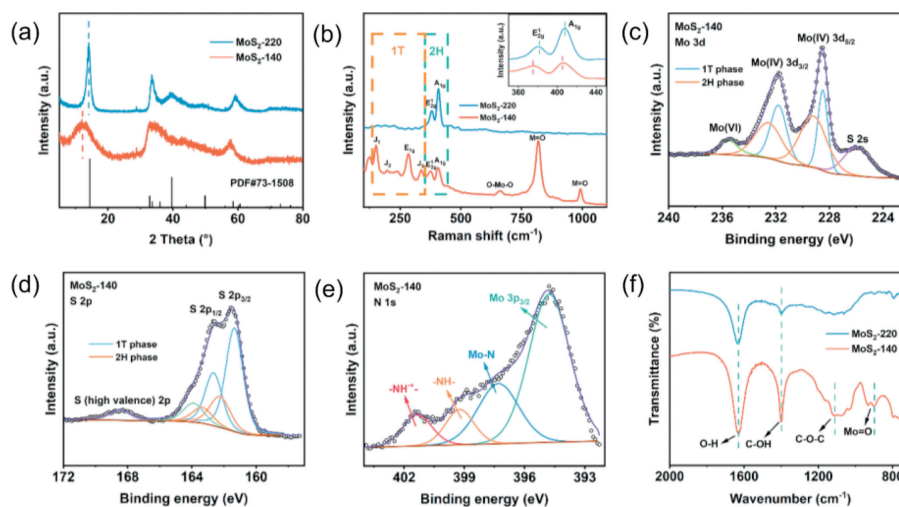 (a)
Intensity (a.u.)
MoS₂-220
MoS₂-140
PDF#73-1508
20 40 60 80
2 Theta (°)
(b)
Intensity (a.u.)
1T 2H
E¹₂g
A₁g
MoS₂-220
MoS₂-140
J₁
J₂
E₁g
A₁g
O-Mo-O
M=O
M=O
250 500 750 1000
Raman shift (cm⁻¹)
Intensity (a.u.)
E¹₂g
A₁g
360 400 450
(c)
MoS₂-140
Mo 3d
Intensity (a.u.)
1T phase
2H phase
Mo(IV) 3d₅/₂
Mo(IV) 3d₃/₂
Mo(VI)
S 2s
240 236 232 228 224
Binding energy (eV)
(d)
MoS₂-140
S 2p
Intensity (a.u.)
S 2p₃/₂
S 2p₁/₂
1T phase
2H phase
S (high valence) 2p
172 168 164 160
Binding energy (eV)
(e)
MoS₂-140
N 1s
Intensity (a.u.)
Mo 3p₃/₂
Mo-N
-NH-
-NH⁺-
402 399 396 393
Binding energy (eV)
(f)
Transmittance (%)
MoS₂-220
MoS₂-140
O-H
C-OH
C-O-C
Mo=O
2000 1600 1200 800
Wavenumber (cm⁻¹)